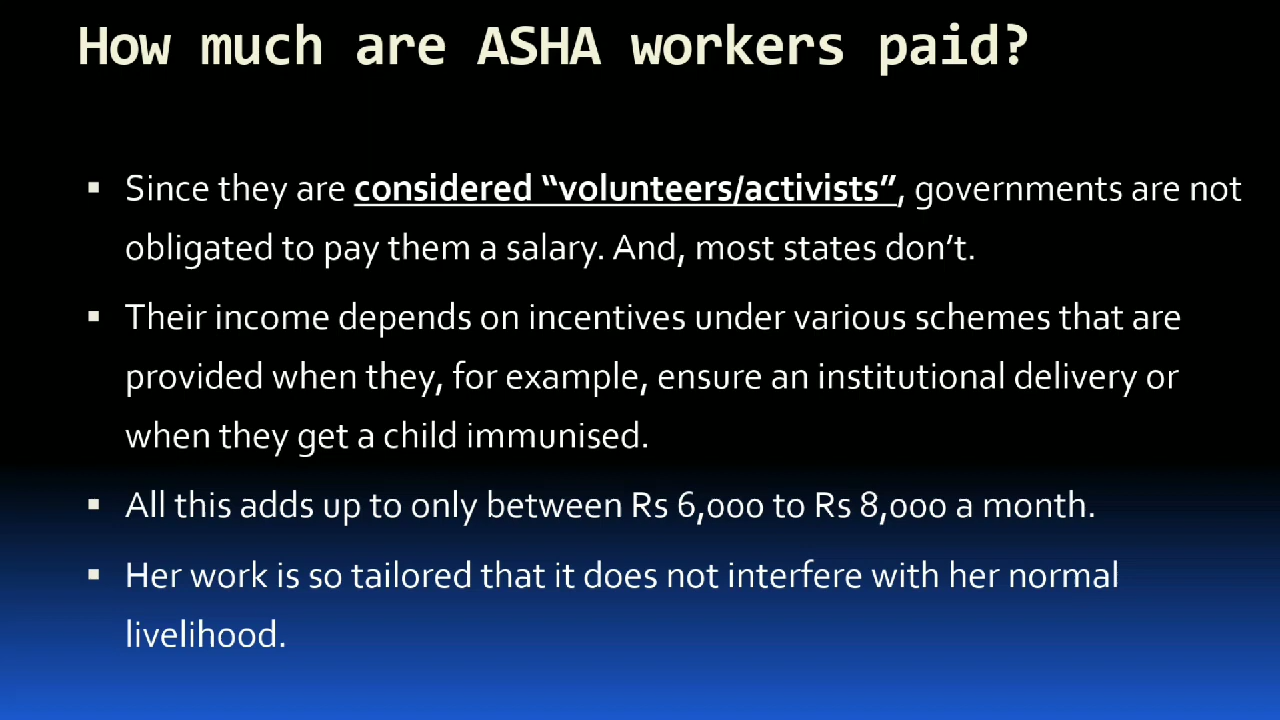 How much are ASHA workers paid?
▪ Since they are considered “volunteers/activists”, governments are not
obligated to pay them a salary. And, most states don’t.
▪ Their income depends on incentives under various schemes that are
provided when they, for example, ensure an institutional delivery or
when they get a child immunised.
▪ All this adds up to only between Rs 6,000 to Rs 8,000 a month.
▪ Her work is so tailored that it does not interfere with her normal
livelihood.